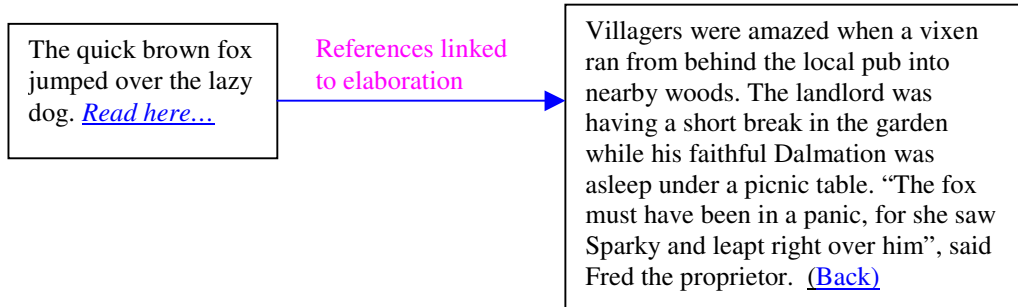 The quick brown fox
jumped over the lazy
dog. Read here…
References linked
to elaboration
Villagers were amazed when a vixen
ran from behind the local pub into
nearby woods. The landlord was
having a short break in the garden
while his faithful Dalmation was
asleep under a picnic table. “The fox
must have been in a panic, for she saw
Sparky and leapt right over him”, said
Fred the proprietor. (Back)